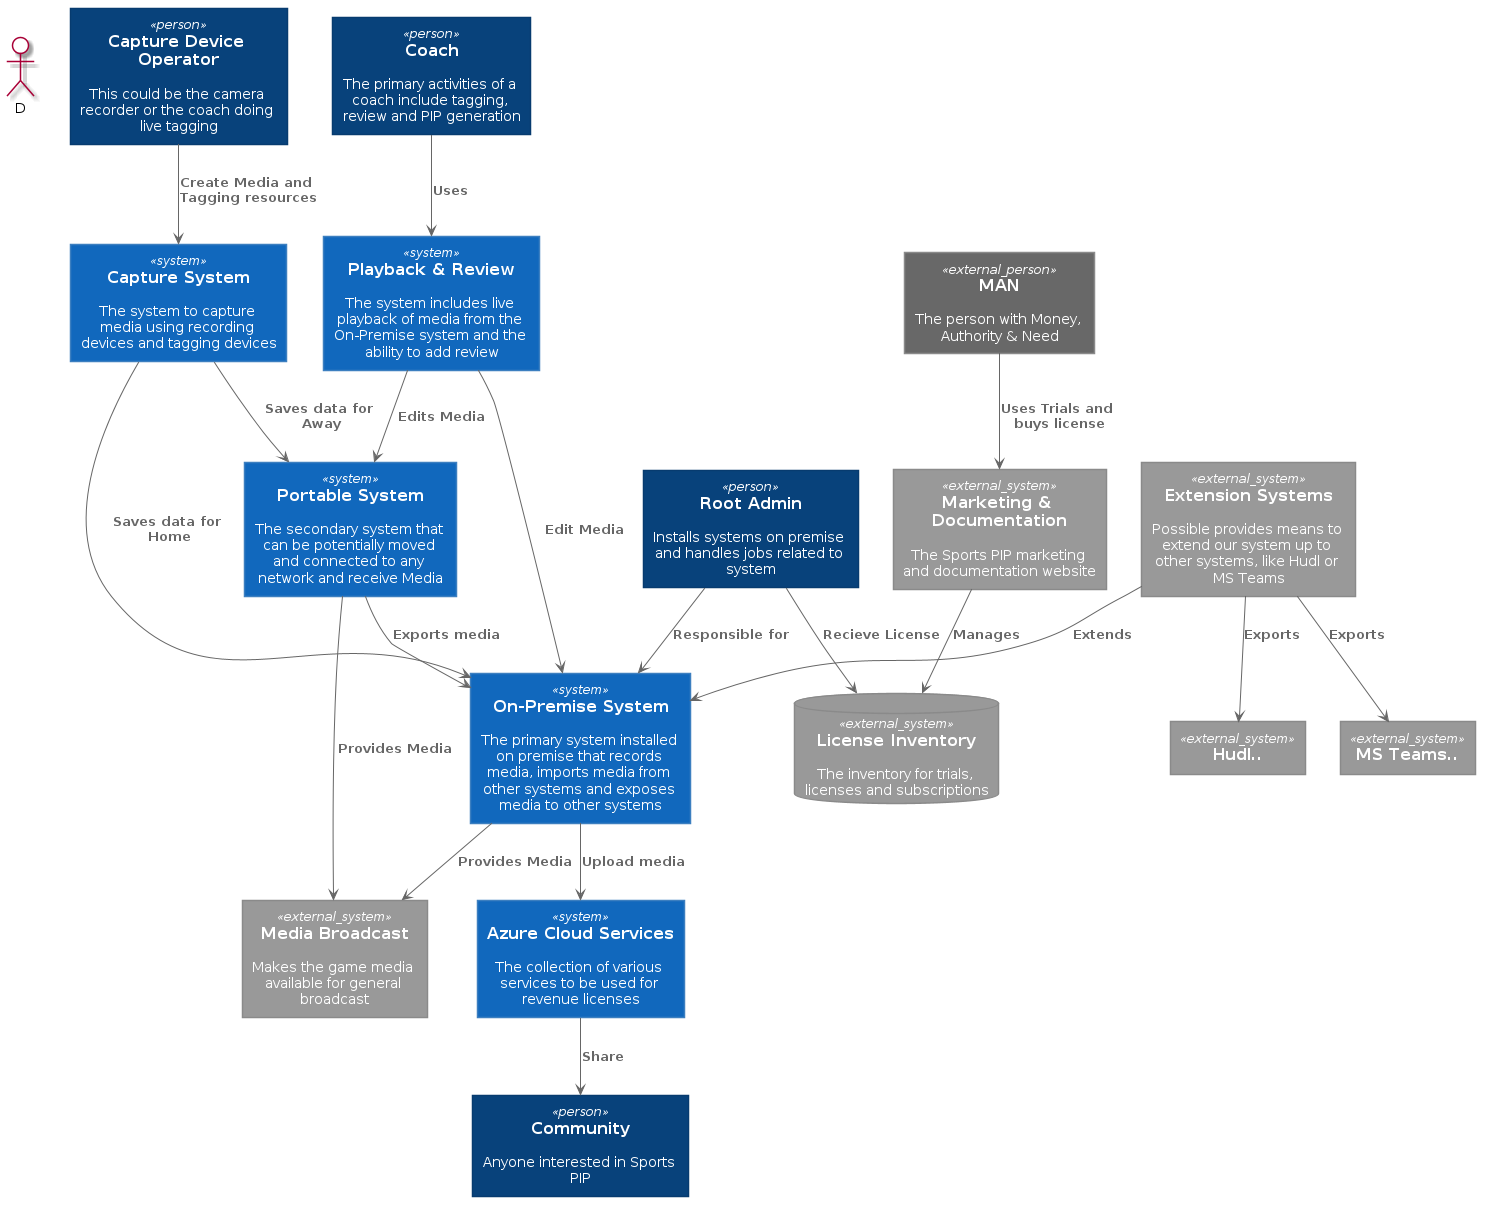 D
«person»
Capture Device
Operator
This could be the camera
recorder or the coach doing
live tagging
«person»
Coach
The primary activities of a
coach include tagging,
review and PIP generation
Create Media and
Tagging resources
Uses
«system»
Capture System
The system to capture
media using recording
devices and tagging devices
«system»
Playback & Review
The system includes live
playback of media from the
On-Premise system and the
ability to add review
«external_person»
MAN
The person with Money,
Authority & Need
Saves data for
Away
Edits Media
Uses Trials and
buys license
Saves data for
Home
«system»
Portable System
The secondary system that
can be potentially moved
and connected to any
network and receive Media
Edit Media
«person»
Root Admin
Installs systems on premise
and handles jobs related to
system
«external_system»
Marketing &
Documentation
The Sports PIP marketing
and documentation website
«external_system»
Extension Systems
Possible provides means to
extend our system up to
other systems, like Hudl or
MS Teams
Exports media
Responsible for
Recieve License
Manages
Extends
Exports
Exports
Provides Media
«system»
On-Premise System
The primary system installed
on premise that records
media, imports media from
other systems and exposes
media to other systems
«external_system»
License Inventory
The inventory for trials,
licenses and subscriptions
«external_system»
Hudl..
«external_system»
MS Teams..
Provides Media
Upload media
«external_system»
Media Broadcast
Makes the game media
available for general
broadcast
«system»
Azure Cloud Services
The collection of various
services to be used for
revenue licenses
Share
«person»
Community
Anyone interested in Sports
PIP